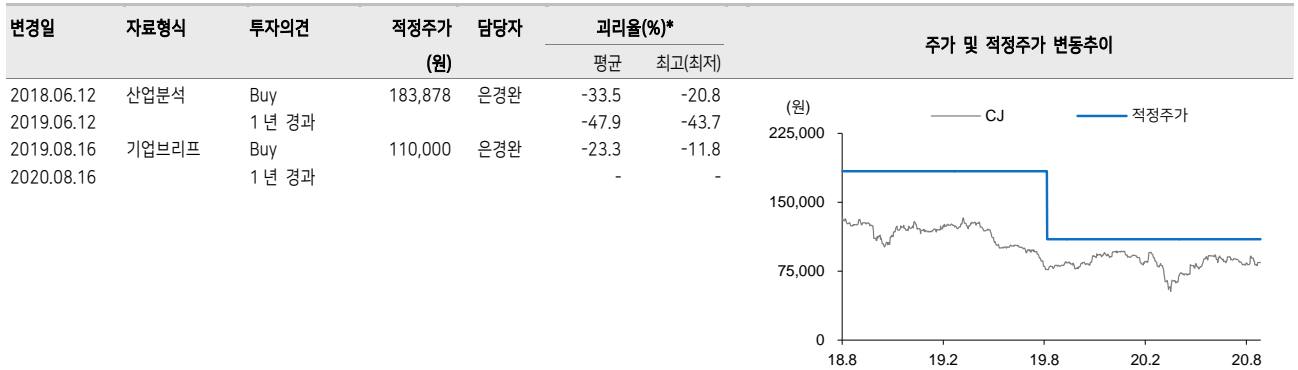 변경일 자료형식 투자의견 적정주가 담당자 괴리율(%)*
(원) 평균 최고(최저)
2018.06.12 산업분석 Buy 183,878 은경완 -33.5 -20.8
2019.06.12 1년 경과 -47.9 -43.7
2019.08.16 기업브리프 Buy 110,000 은경완 -23.3 -11.8
2020.08.16 1년 경과 - -
주가 및 적정주가 변동추이
(원) CJ 적정주가
225,000
150,000
75,000
0
18.8 19.2 19.8 20.2 20.8